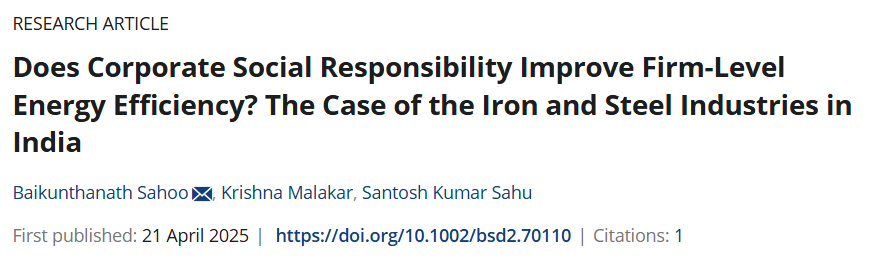 RESEARCH ARTICLE
Does Corporate Social Responsibility Improve Firm-Level
Energy Efficiency? The Case of the Iron and Steel Industries in
India
Baikunthanath Sahoo, Krishna Malakar, Santosh Kumar Sahu
First published: 21 April 2025 | https://doi.org/10.1002/bsd2.70110 | Citations: 1